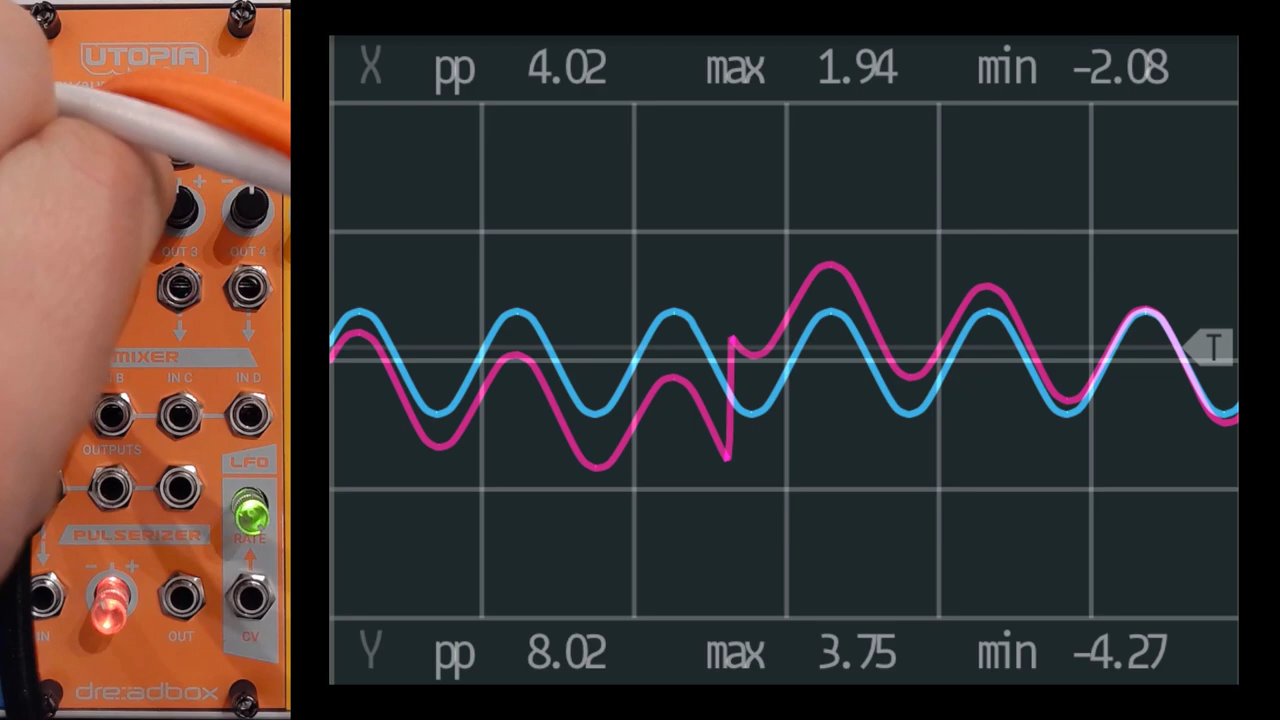 UTOPIA
+ −
OUT 3 OUT 4
MIXER
B IN C IN D
OUTPUTS
LFO
PULSERIZER
RATE
− +
IN OUT CV
dre:adbox
X pp 4.02 max 1.94 min -2.08
T
Y pp 8.02 max 3.75 min -4.27